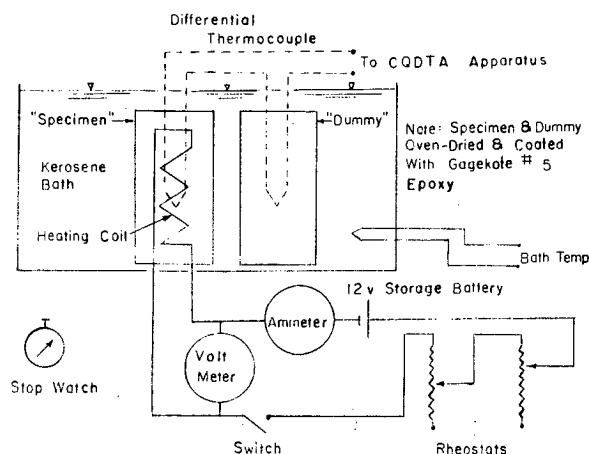 Differential
Thermocouple
To CQDTA Apparatus
"Specimen"
"Dummy"
Note: Specimen & Dummy
Oven-Dried & Coated
With Gagekote # 5
Epoxy
Kerosene
Bath
Heating Coil
Bath Temp
12 v Storage Battery
Ammeter
Volt
Meter
Stop Watch
Switch
Rheostats